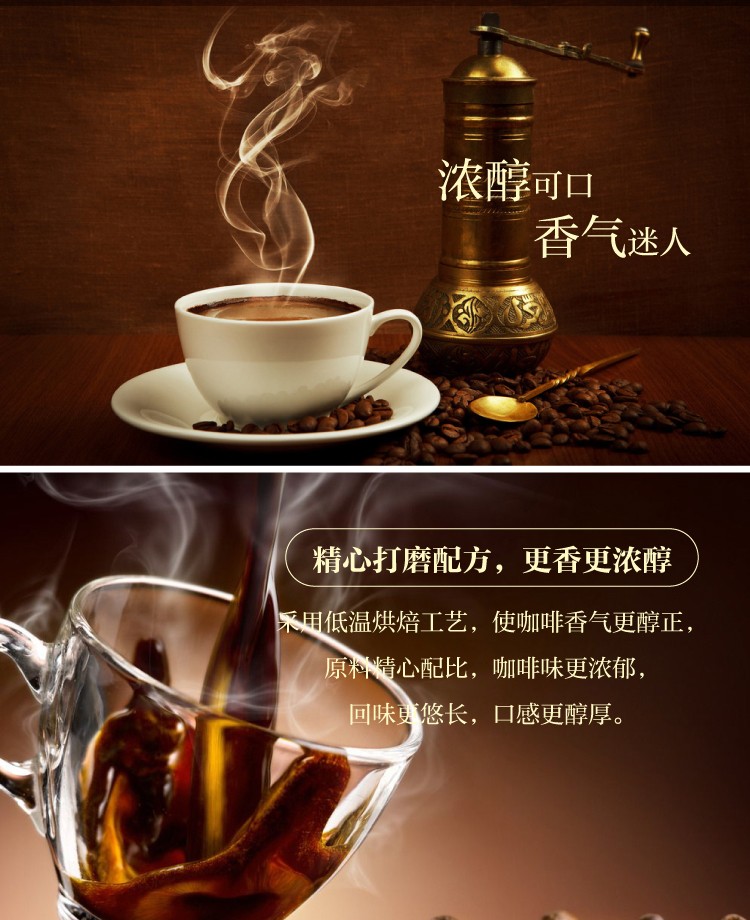 浓醇可口
香气迷人
精心打磨配方，更香更浓醇
采用低温烘焙工艺，使咖啡香气更醇正，
原料精心配比，咖啡味更浓郁，
回味更悠长，口感更醇厚。